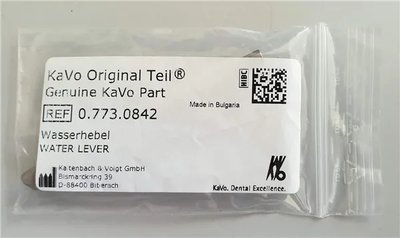 KaVo Original Teil®
Genuine KaVo Part
HIBC
Made in Bulgaria
REF 0.773.0842
Wasserhebel
WATER LEVER
Kaltenbach & Voigt GmbH
Bismarckring 39
D-88400 Biberach
KaVo. Dental Excellence.